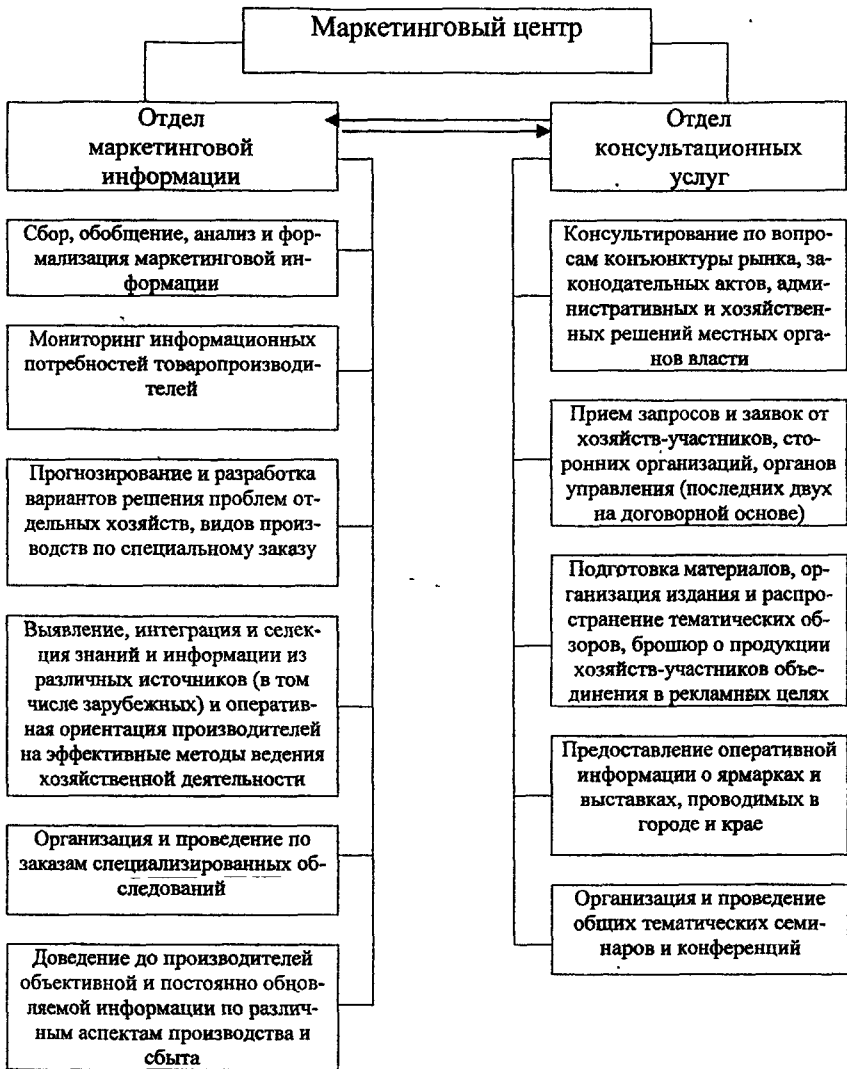 Маркетинговый центр
Отдел
маркетинговой
информации
Сбор, обобщение, анализ и фор-
мализация маркетинговой ин-
формации
Мониторинг информационных
потребностей товаропроизводи-
телей
Прогнозирование и разработка
вариантов решения проблем от-
дельных хозяйств, видов произ-
водств по специальному заказу
Выявление, интеграция и селек-
ция знаний и информации из
различных источников (в том
числе зарубежных) и оператив-
ная ориентация производителей
на эффективные методы ведения
хозяйственной деятельности
Организация и проведение по
заказам специализированных об-
следований
Доведение до производителей
объективной и постоянно обнов-
ляемой информации по различ-
ным аспектам производства и
сбыта
Отдел
консультационных
услуг
Консультирование по вопро-
сам конъюнктуры рынка, за-
конодательных актов, адми-
нистративных и хозяйствен-
ных решений местных орга-
нов власти
Прием запросов и заявок от
хозяйств-участников, сто-
ронних организаций, органов
управления (последних двух
на договорной основе)
Подготовка материалов, ор-
ганизация издания и распро-
странение тематических об-
зоров, брошюр о продукции
хозяйств-участников объе-
динения в рекламных целях
Предоставление оперативной
информации о ярмарках и
выставках, проводимых в
городе и крае
Организация и проведение
общих тематических семи-
наров и конференций